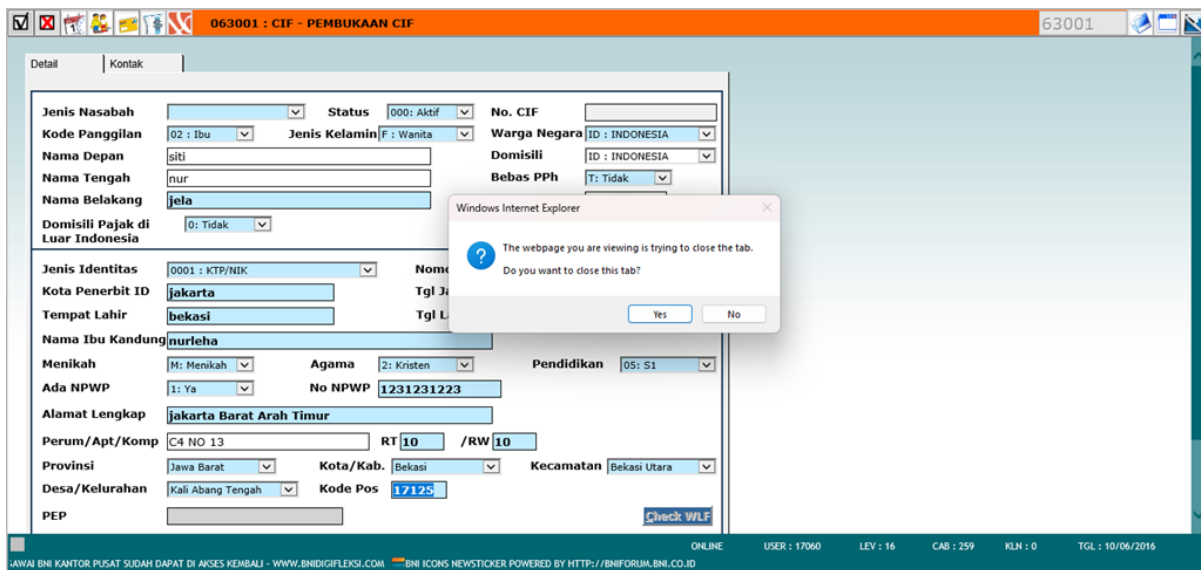 063001 : CIF - PEMBUKAAN CIF 63001
Detail Kontak
Jenis Nasabah Status 000: Aktif No. CIF
Kode Panggilan 02 : Ibu Jenis Kelamin F : Wanita Warga Negara ID : INDONESIA
Nama Depan siti Domisili ID : INDONESIA
Nama Tengah nur Bebas PPh T: Tidak
Nama Belakang jela
Domisili Pajak di 0: Tidak
Luar Indonesia
Windows Internet Explorer
The webpage you are viewing is trying to close the tab.
Do you want to close this tab?
Yes No
Jenis Identitas 0001 : KTP/NIK Nomo
Kota Penerbit ID jakarta Tgl Ja
Tempat Lahir bekasi Tgl L
Nama Ibu Kandung nurleha
Menikah M: Menikah Agama 2: Kristen Pendidikan 05: S1
Ada NPWP 1: Ya No NPWP 1231231223
Alamat Lengkap jakarta Barat Arah Timur
Perum/Apt/Komp C4 NO 13 RT 10 /RW 10
Provinsi Jawa Barat Kota/Kab. Bekasi Kecamatan Bekasi Utara
Desa/Kelurahan Kali Abang Tengah Kode Pos 17125
PEP Check WLF
ONLINE USER : 17060 LEV : 16 CAB : 259 KLN : 0 TGL : 10/06/2016
AWAI BNI KANTOR PUSAT SUDAH DAPAT DI AKSES KEMBALI - WWW.BNIDIGIFLEKSI.COM BNI ICONS NEWSTICKER POWERED BY HTTP://BNIFORUM.BNI.CO.ID